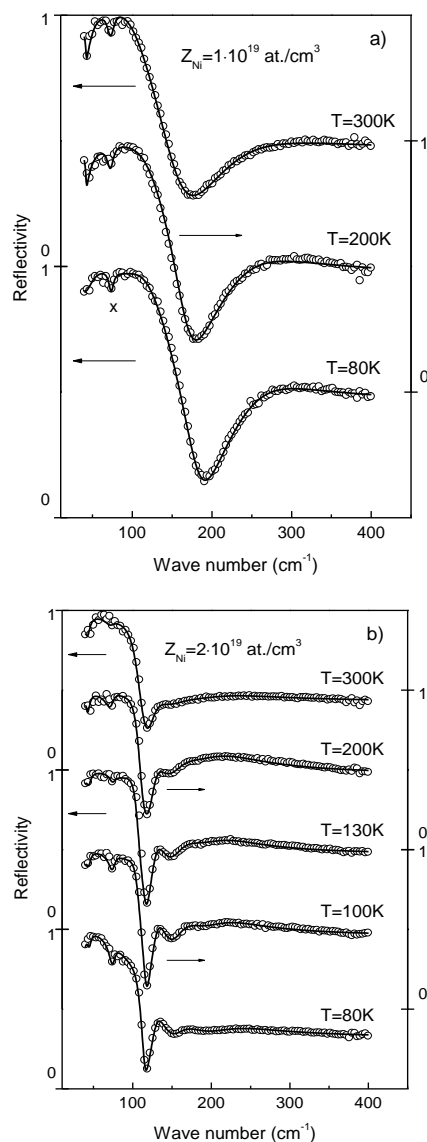 a)
Z_Ni=1·10^19 at./cm^3
1
T=300K
1
T=200K
0
1
x
T=80K
0
0
Reflectivity
100 200 300 400
Wave number (cm^-1)
1
b)
Z_Ni=2·10^19 at./cm^3
T=300K
1
T=200K
0
1
T=130K
0
1
T=100K
0
1
T=80K
0
0
Reflectivity
100 200 300 400
Wave number (cm^-1)